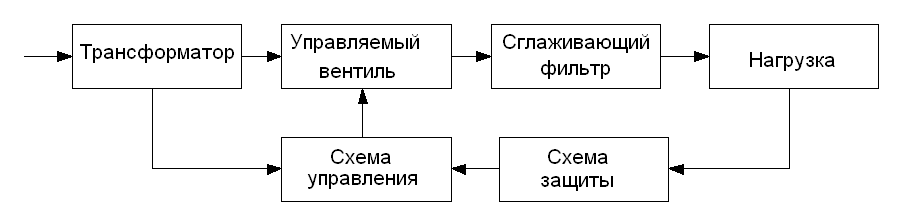 Трансформатор
Управляемый
вентиль
Сглаживающий
фильтр
Нагрузка
Схема
управления
Схема
защиты